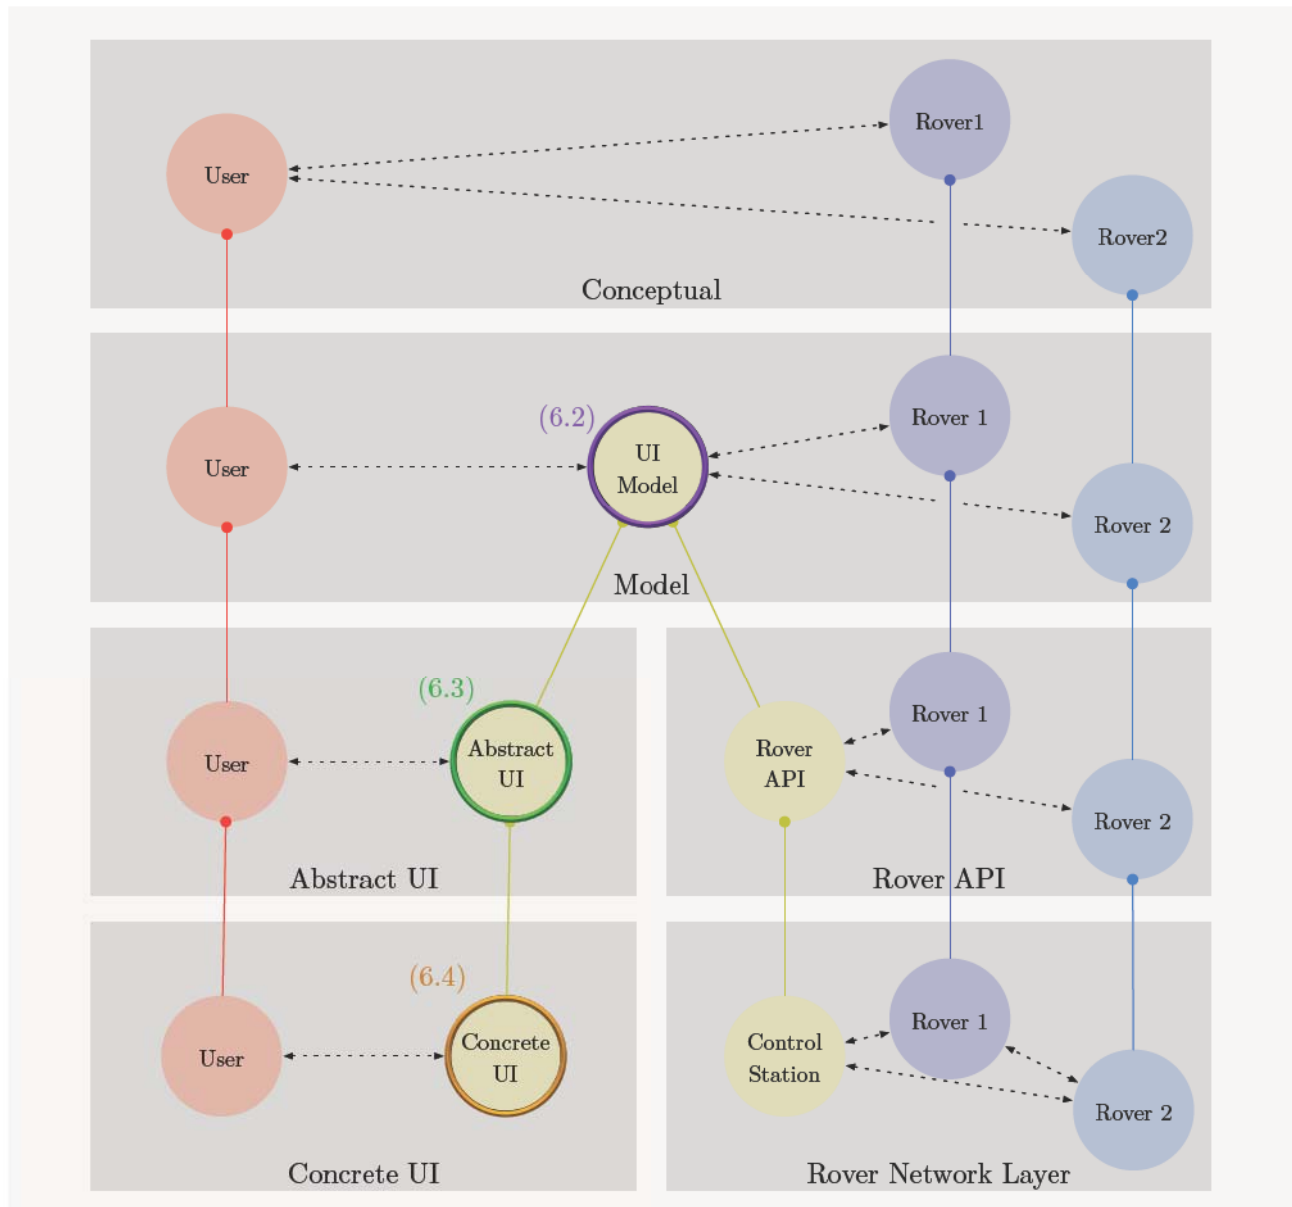 Rover1
User
Rover2
Conceptual
(6.2)
Rover 1
UI
Model
User
Rover 2
Model
(6.3)
Rover 1
Abstract
UI
Rover
API
User
Rover 2
Abstract UI
Rover API
(6.4)
Rover 1
Concrete
UI
Control
Station
User
Rover 2
Concrete UI
Rover Network Layer